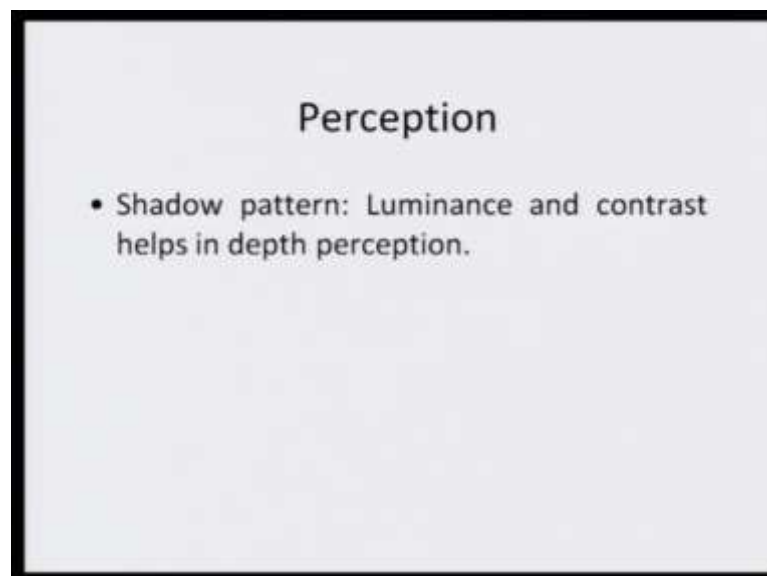 Perception
• Shadow pattern: Luminance and contrast
helps in depth perception.